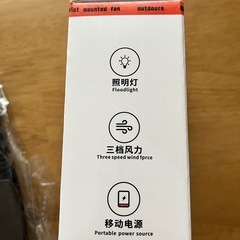 rist mounted fan outdoors
照明灯
Floodlight
三档风力
Three speed wind fprce
移动电源
Portable power source